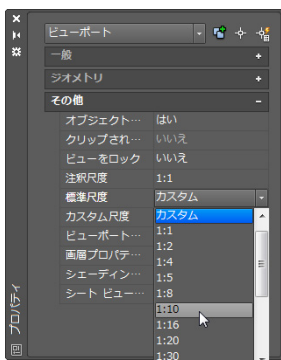 ビューポート
一般
ジオメトリ
その他
オブジェクト… はい
クリップされ… いいえ
ビューをロック いいえ
注釈尺度 1:1
標準尺度 カスタム
カスタム尺度 カスタム
ビューポート… 1:1
1:2
画層プロパテ… 1:4
シェーディン… 1:5
シート ビュー… 1:8
1:10
1:16
1:20
1:30
プロパティ